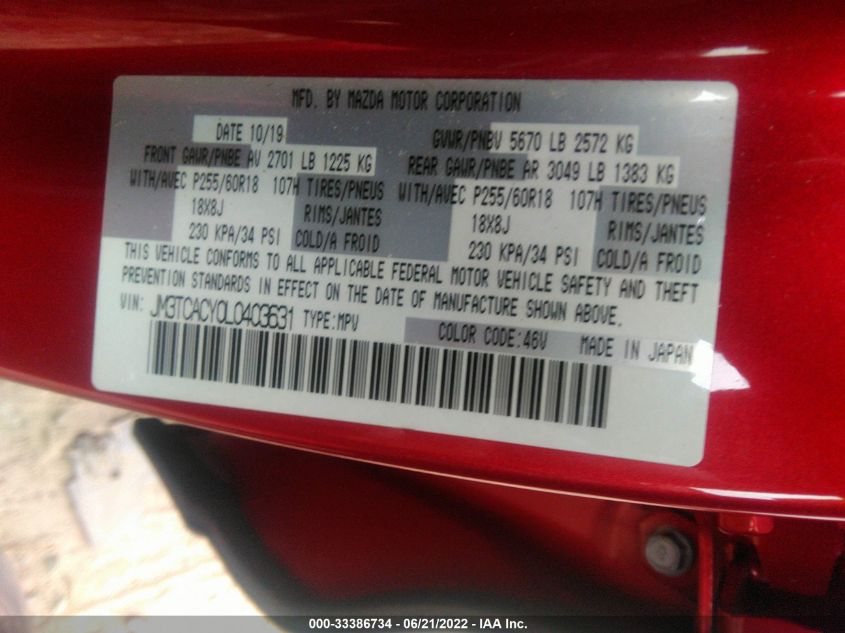 MFD. BY MAZDA MOTOR CORPORATION
DATE 10/19 GVWR/PNBV 5670 LB 2572 KG
FRONT GAWR/PNBE AV 2701 LB 1225 KG REAR GAWR/PNBE AR 3049 LB 1383 KG
WITH/AVEC P255/60R18 107H TIRES/PNEUS WITH/AVEC P255/60R18 107H TIRES/PNEUS
18X8J RIMS/JANTES 18X8J RIMS/JANTES
230 KPA/34 PSI COLD/A FROID 230 KPA/34 PSI COLD/A FROID
THIS VEHICLE CONFORMS TO ALL APPLICABLE FEDERAL MOTOR VEHICLE SAFETY AND THEFT
PREVENTION STANDARDS IN EFFECT ON THE DATE OF MANUFACTURE SHOWN ABOVE.
VIN: JM3TCACY0L0403631 TYPE:MPV COLOR CODE:46V MADE IN JAPAN
000-33386734 - 06/21/2022 - IAA Inc.